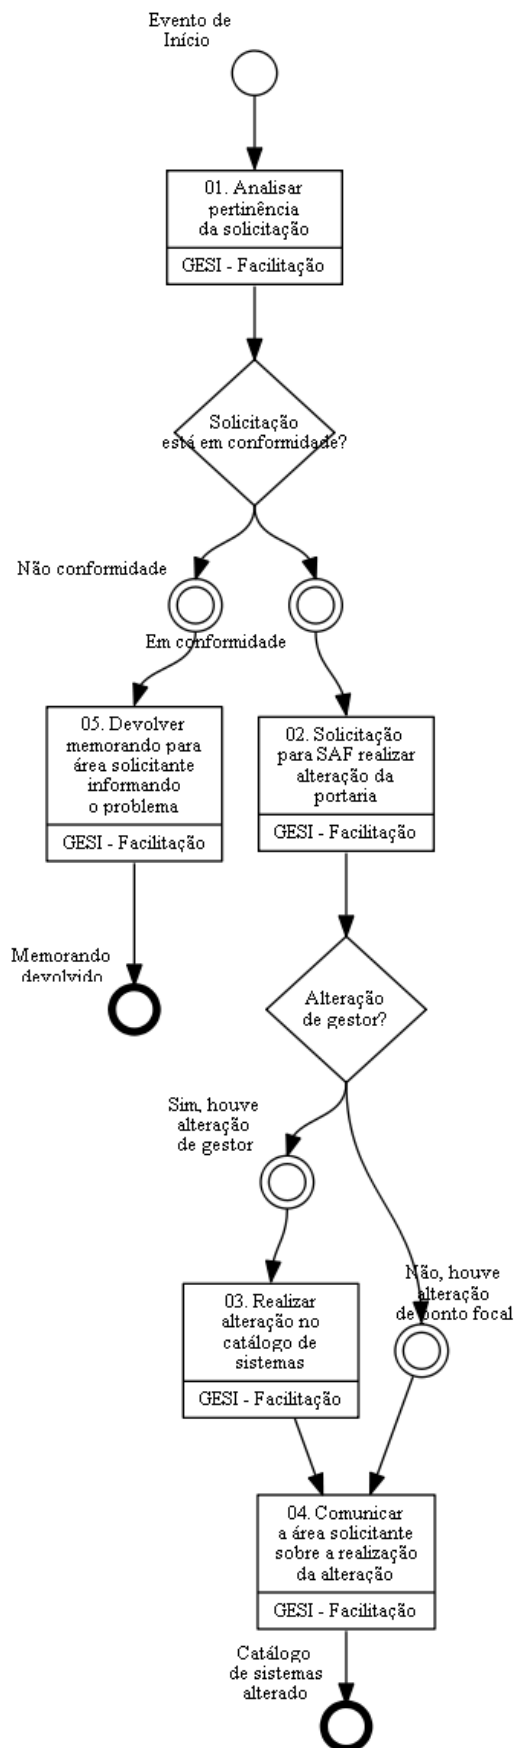 Evento de
Início
01. Analisar
pertinência
da solicitação
GESI - Facilitação
Solicitação
está em conformidade?
Não conformidade
Em conformidade
05. Devolver
memorando para
área solicitante
informando
o problema
GESI - Facilitação
02. Solicitação
para SAF realizar
alteração da
portaria
GESI - Facilitação
Memorando
devolvido
Alteração
de gestor?
Sim, houve
alteração
de gestor
Não, houve
alteração
de ponto focal
03. Realizar
alteração no
catálogo de
sistemas
GESI - Facilitação
04. Comunicar
a área solicitante
sobre a realização
da alteração
GESI - Facilitação
Catálogo
de sistemas
alterado